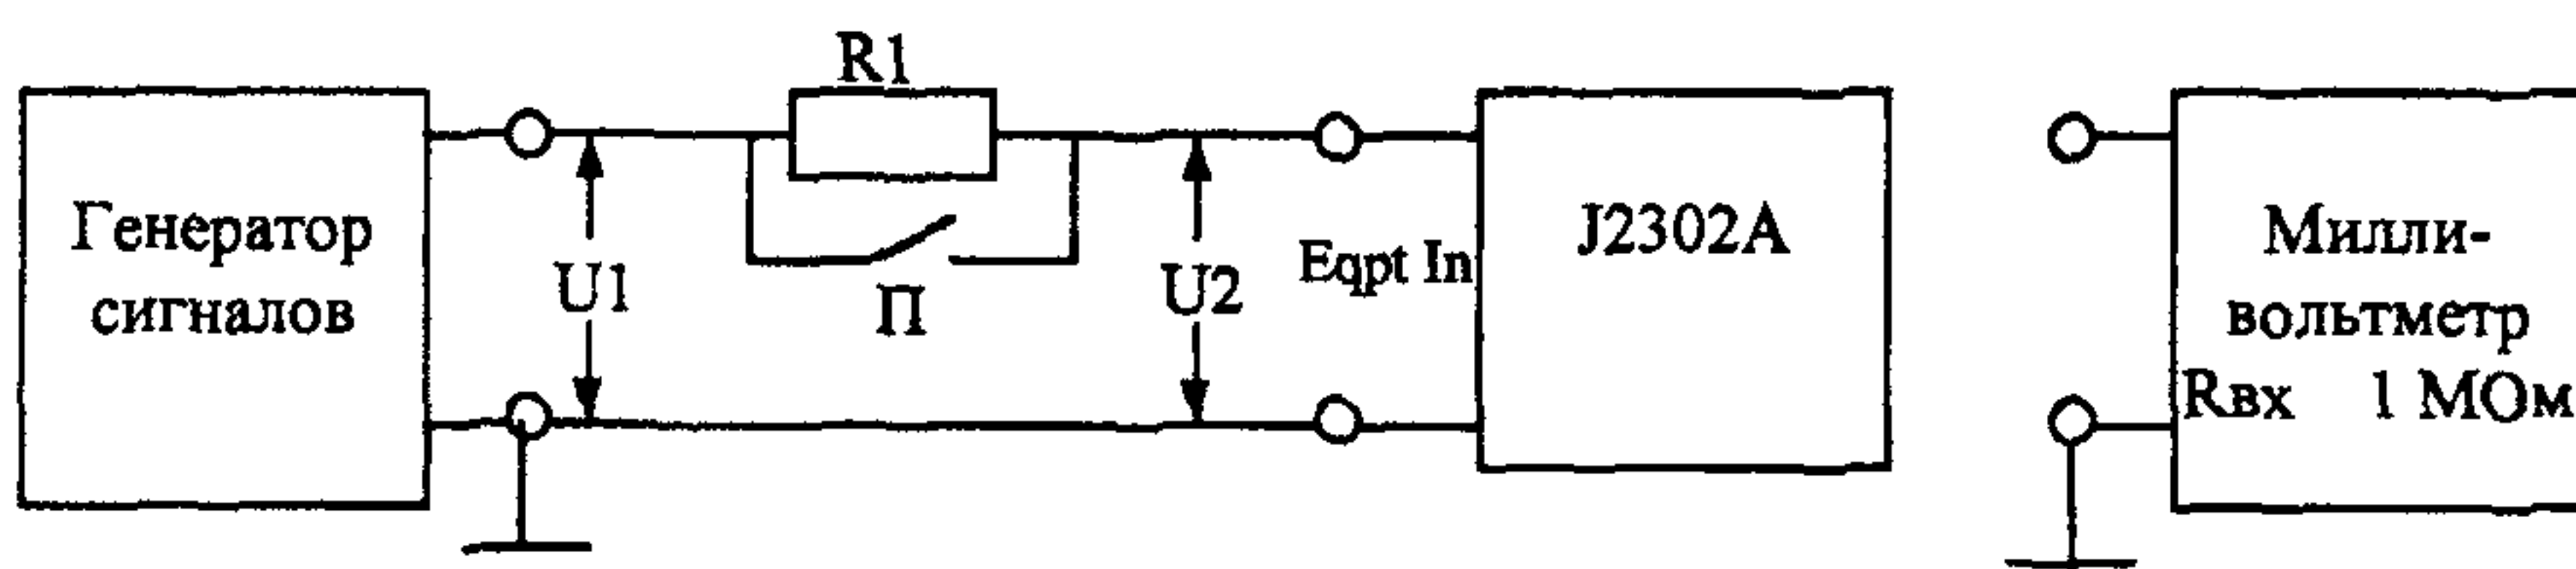 R1
Генератор
сигналов
U1
П
U2
Eqpt In
J2302A
Милли-
вольтметр
Rвх 1 МОм